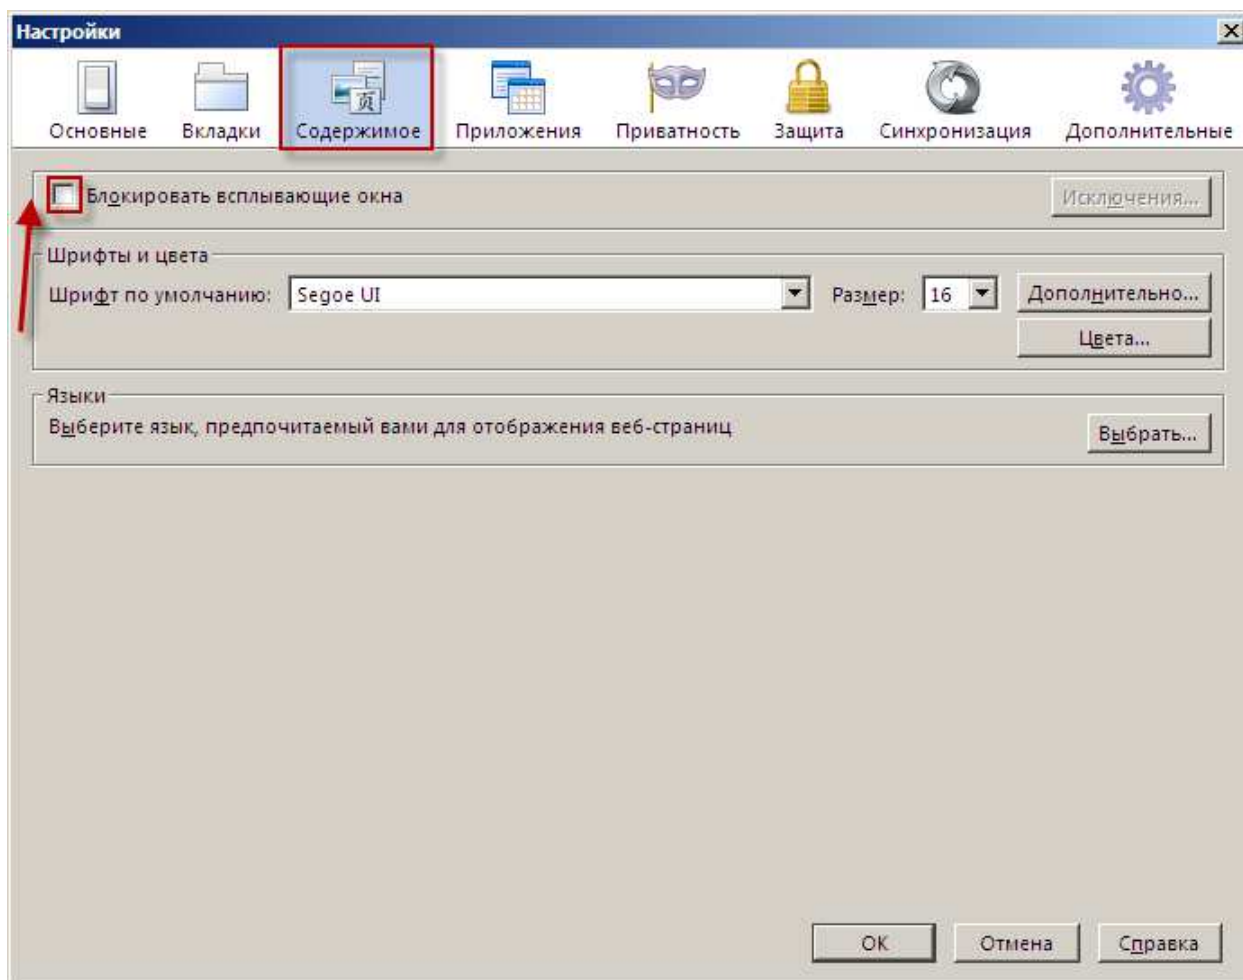 Настройки
Основные Вкладки Содержимое Приложения Приватность Защита Синхронизация Дополнительные
Блокировать всплывающие окна Исключения...
Шрифты и цвета
Шрифт по умолчанию: Segoe UI Размер: 16 Дополнительно...
Цвета...
Языки
Выберите язык, предпочитаемый вами для отображения веб-страниц Выбрать...
OK Отмена Справка